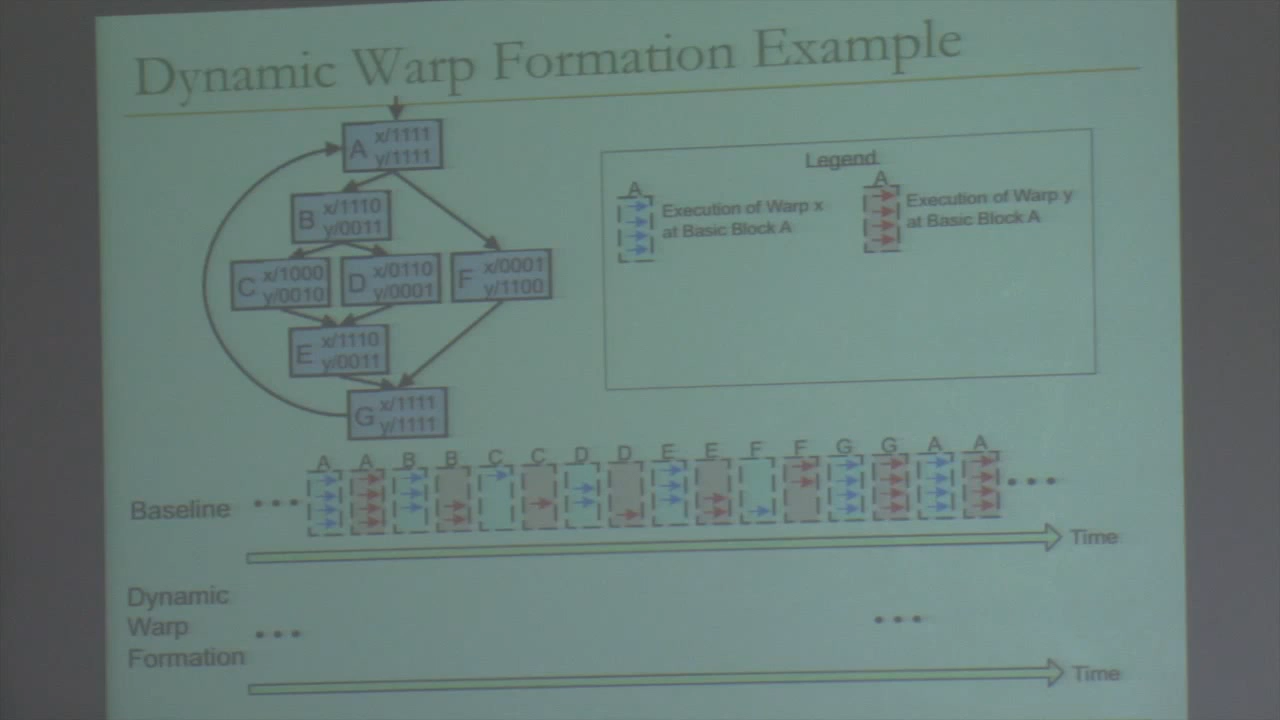 Dynamic Warp Formation Example
A x/1111
y/1111
B x/1110
y/0011
C x/1000
y/0010
D x/0110
y/0001
F x/0001
y/1100
E x/1110
y/0011
G x/1111
y/1111
Legend
A
Execution of Warp x
at Basic Block A
A
Execution of Warp y
at Basic Block A
A A B B C C D D E E F F G G A A
Baseline
Time
Dynamic
Warp
Formation
Time